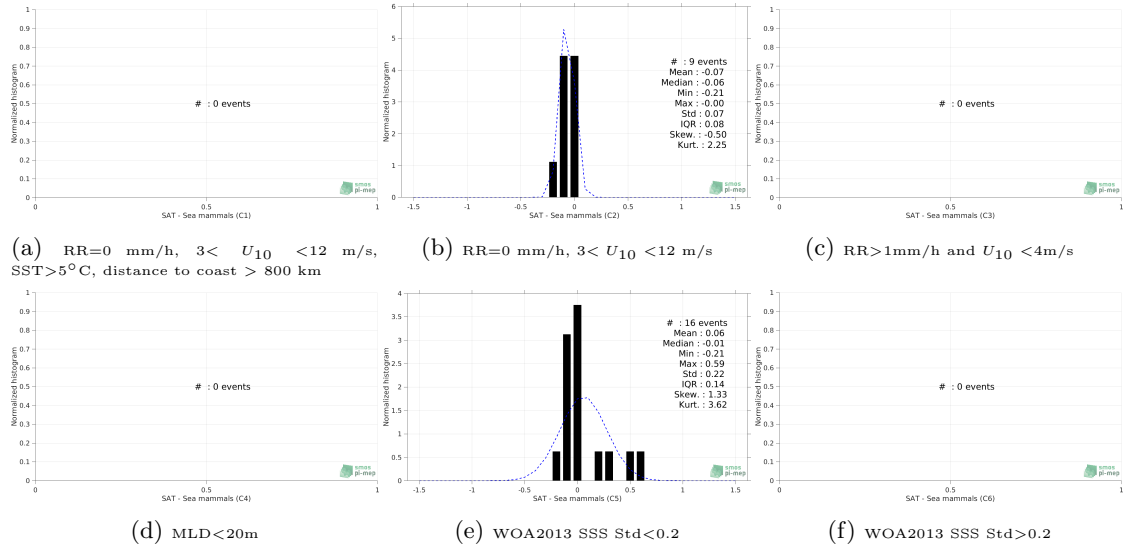 1
0.9
0.8
0.7
0.6
0.5
0.4
0.3
0.2
0.1
0
Normalized histogram
# : 0 events
smos
pi-mep
0 0.5 1
SAT - Sea mammals (C1)
(a) RR=0 mm/h, 3< U10 <12 m/s,
SST>5°C, distance to coast > 800 km
6
5
4
3
2
1
0
Normalized histogram
# : 9 events
Mean : -0.07
Median : -0.06
Min : -0.21
Max : -0.00
Std : 0.07
IQR : 0.08
Skew. : -0.50
Kurt. : 2.25
smos
pi-mep
-1.5 -1 -0.5 0 0.5 1 1.5
SAT - Sea mammals (C2)
(b) RR=0 mm/h, 3< U10 <12 m/s
1
0.9
0.8
0.7
0.6
0.5
0.4
0.3
0.2
0.1
0
Normalized histogram
# : 0 events
smos
pi-mep
0 0.5 1
SAT - Sea mammals (C3)
(c) RR>1mm/h and U10 <4m/s
1
0.9
0.8
0.7
0.6
0.5
0.4
0.3
0.2
0.1
0
Normalized histogram
# : 0 events
smos
pi-mep
0 0.5 1
SAT - Sea mammals (C4)
(d) MLD<20m
4
3.5
3
2.5
2
1.5
1
0.5
0
Normalized histogram
# : 16 events
Mean : 0.06
Median : -0.01
Min : -0.21
Max : 0.59
Std : 0.22
IQR : 0.14
Skew. : 1.33
Kurt. : 3.62
smos
pi-mep
-1.5 -1 -0.5 0 0.5 1 1.5
SAT - Sea mammals (C5)
(e) WOA2013 SSS Std<0.2
1
0.9
0.8
0.7
0.6
0.5
0.4
0.3
0.2
0.1
0
Normalized histogram
# : 0 events
smos
pi-mep
0 0.5 1
SAT - Sea mammals (C6)
(f) WOA2013 SSS Std>0.2